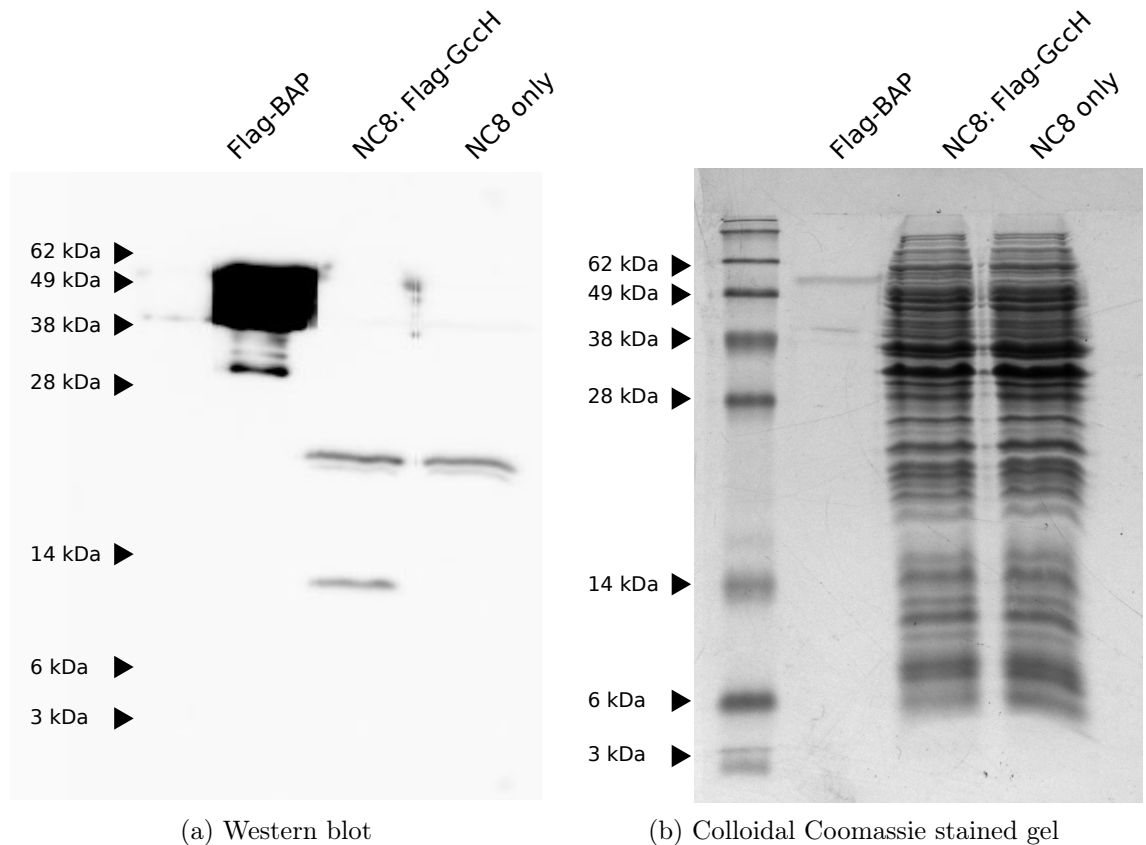 Flag-BAP
NC8: Flag-GccH
NC8 only
62 kDa
49 kDa
38 kDa
28 kDa
14 kDa
6 kDa
3 kDa
(a) Western blot
Flag-BAP
NC8: Flag-GccH
NC8 only
62 kDa
49 kDa
38 kDa
28 kDa
14 kDa
6 kDa
3 kDa
(b) Colloidal Coomassie stained gel